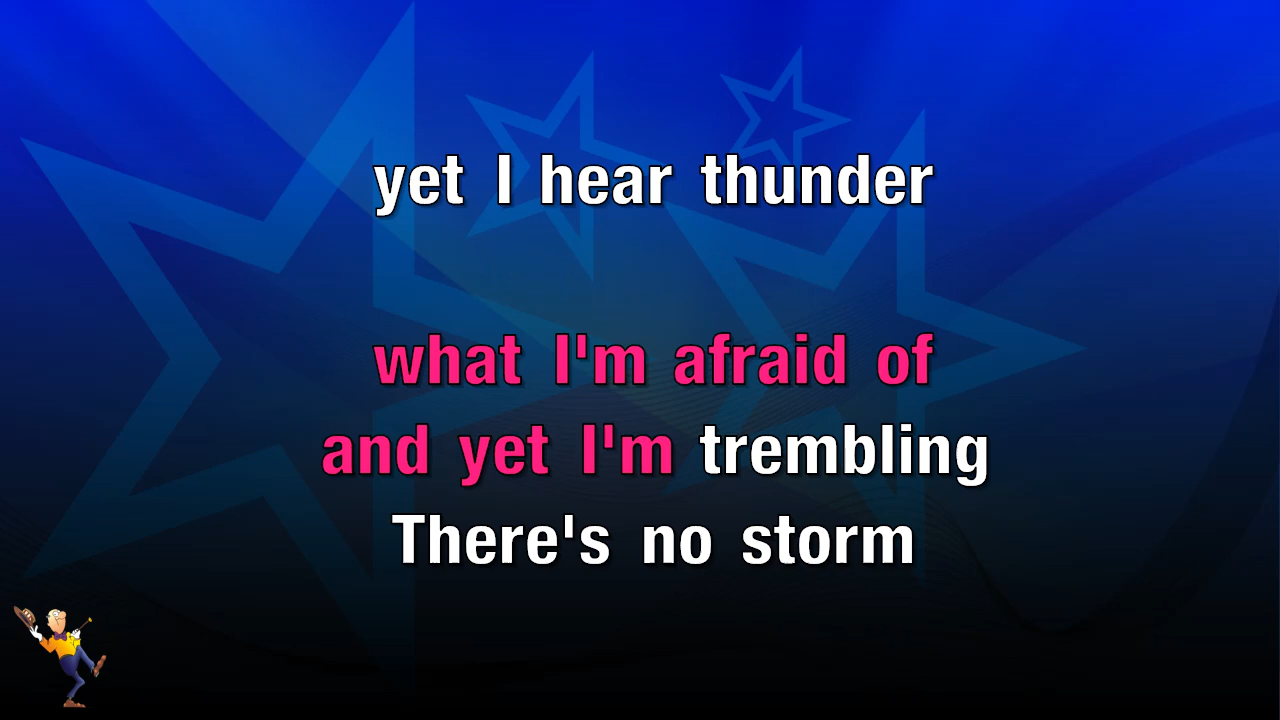 yet I hear thunder
what I'm afraid of
and yet I'm trembling
There's no storm